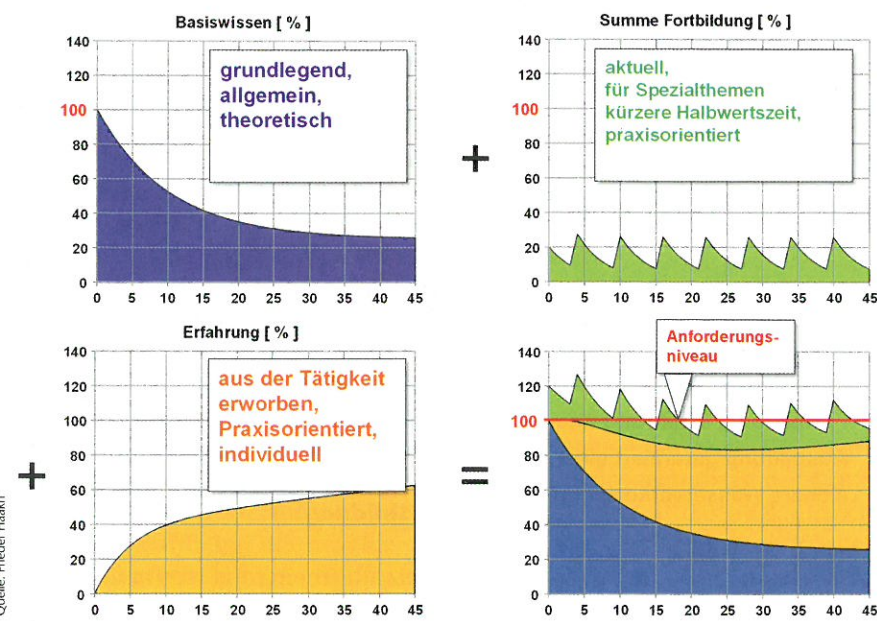 Basiswissen [ % ]
140
120
100
80
60
40
20
0
0 5 10 15 20 25 30 35 40 45
grundlegend,
allgemein,
theoretisch
+
Summe Fortbildung [ % ]
140
120
100
80
60
40
20
0
0 5 10 15 20 25 30 35 40 45
aktuell,
für Spezialthemen
kürzere Halbwertszeit,
praxisorientiert
+
Erfahrung [ % ]
140
120
100
80
60
40
20
0
0 5 10 15 20 25 30 35 40 45
aus der Tätigkeit
erworben,
Praxisorientiert,
individuell
=
140
120
100
80
60
40
20
0
0 5 10 15 20 25 30 35 40 45
Anforderungs-
niveau
Quelle: Frieder Haakh